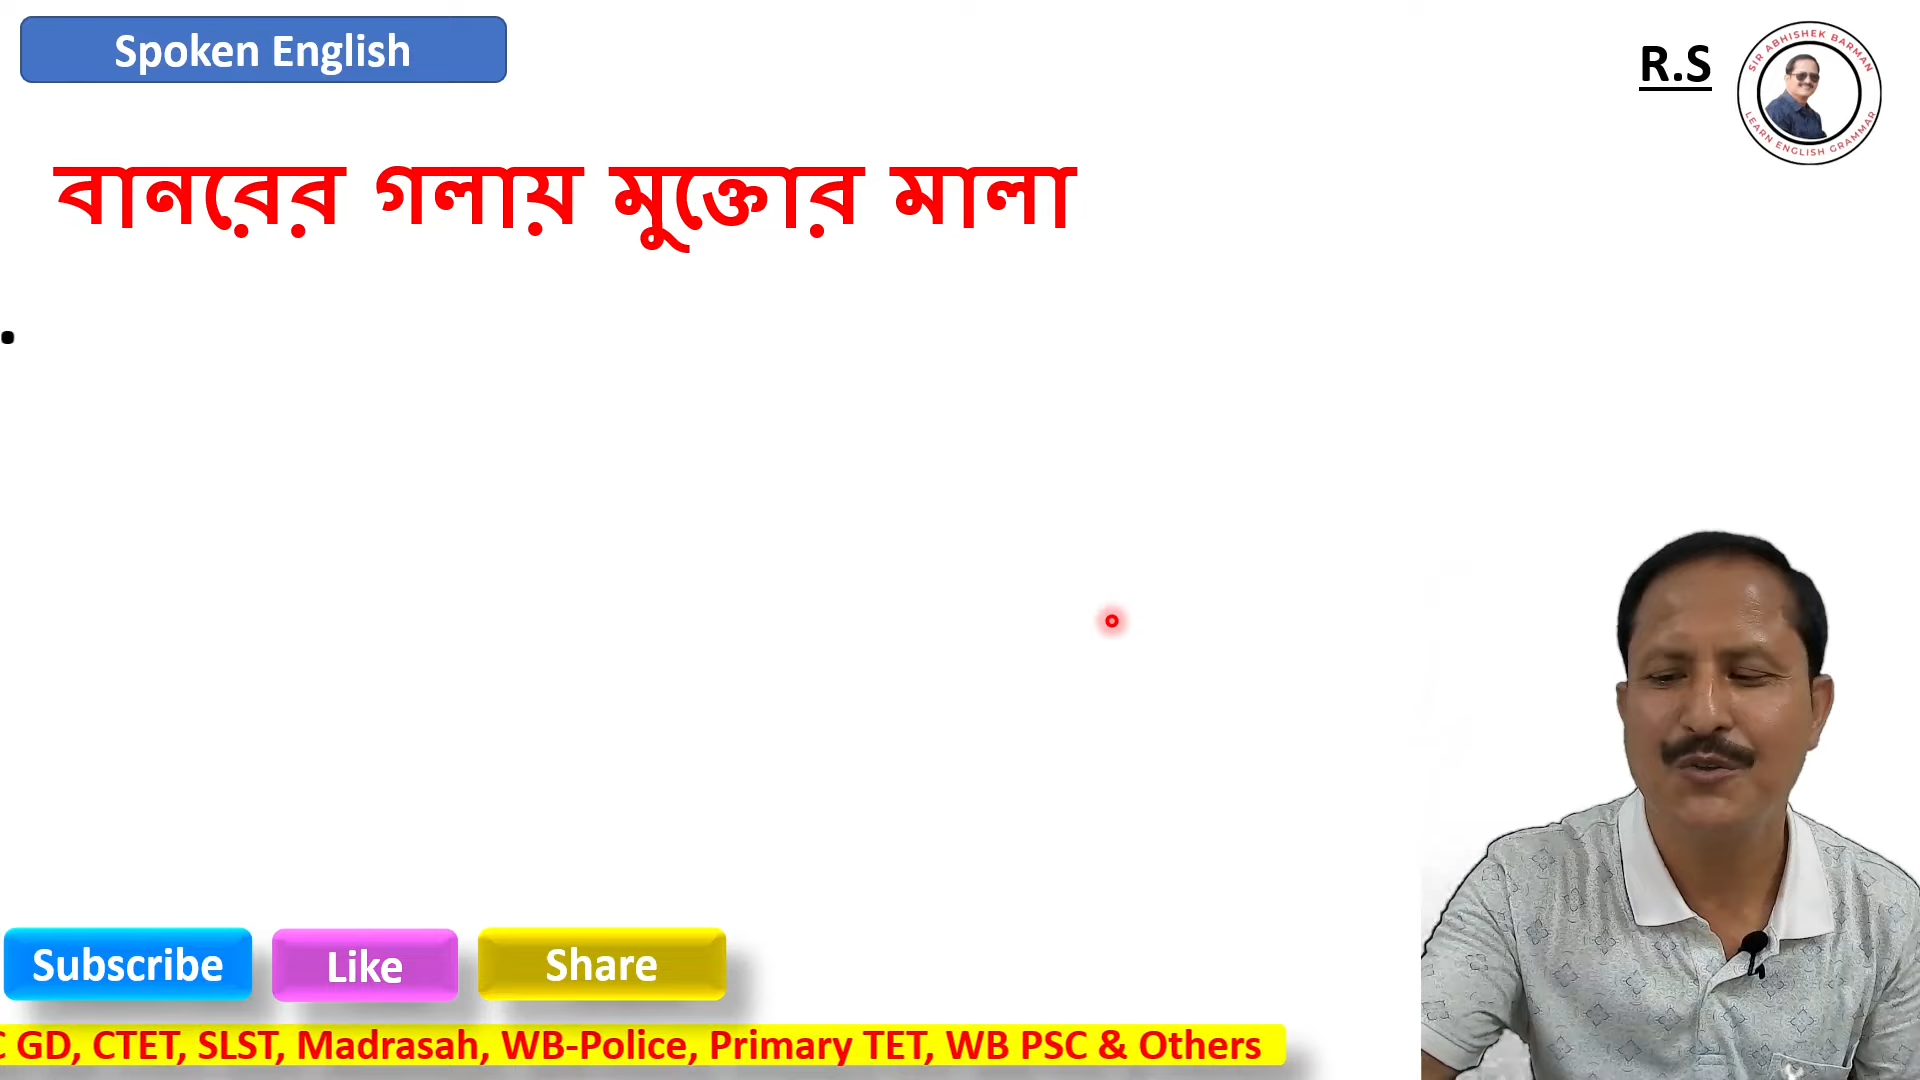 Spoken English
R.S
SIR ABHISHEK BARMAN
LEARN ENGLISH GRAMMAR
বানরের গলায় মুক্তোর মালা
Subscribe
Like
Share
GD, CTET, SLST, Madrasah, WB-Police, Primary TET, WB PSC & Others